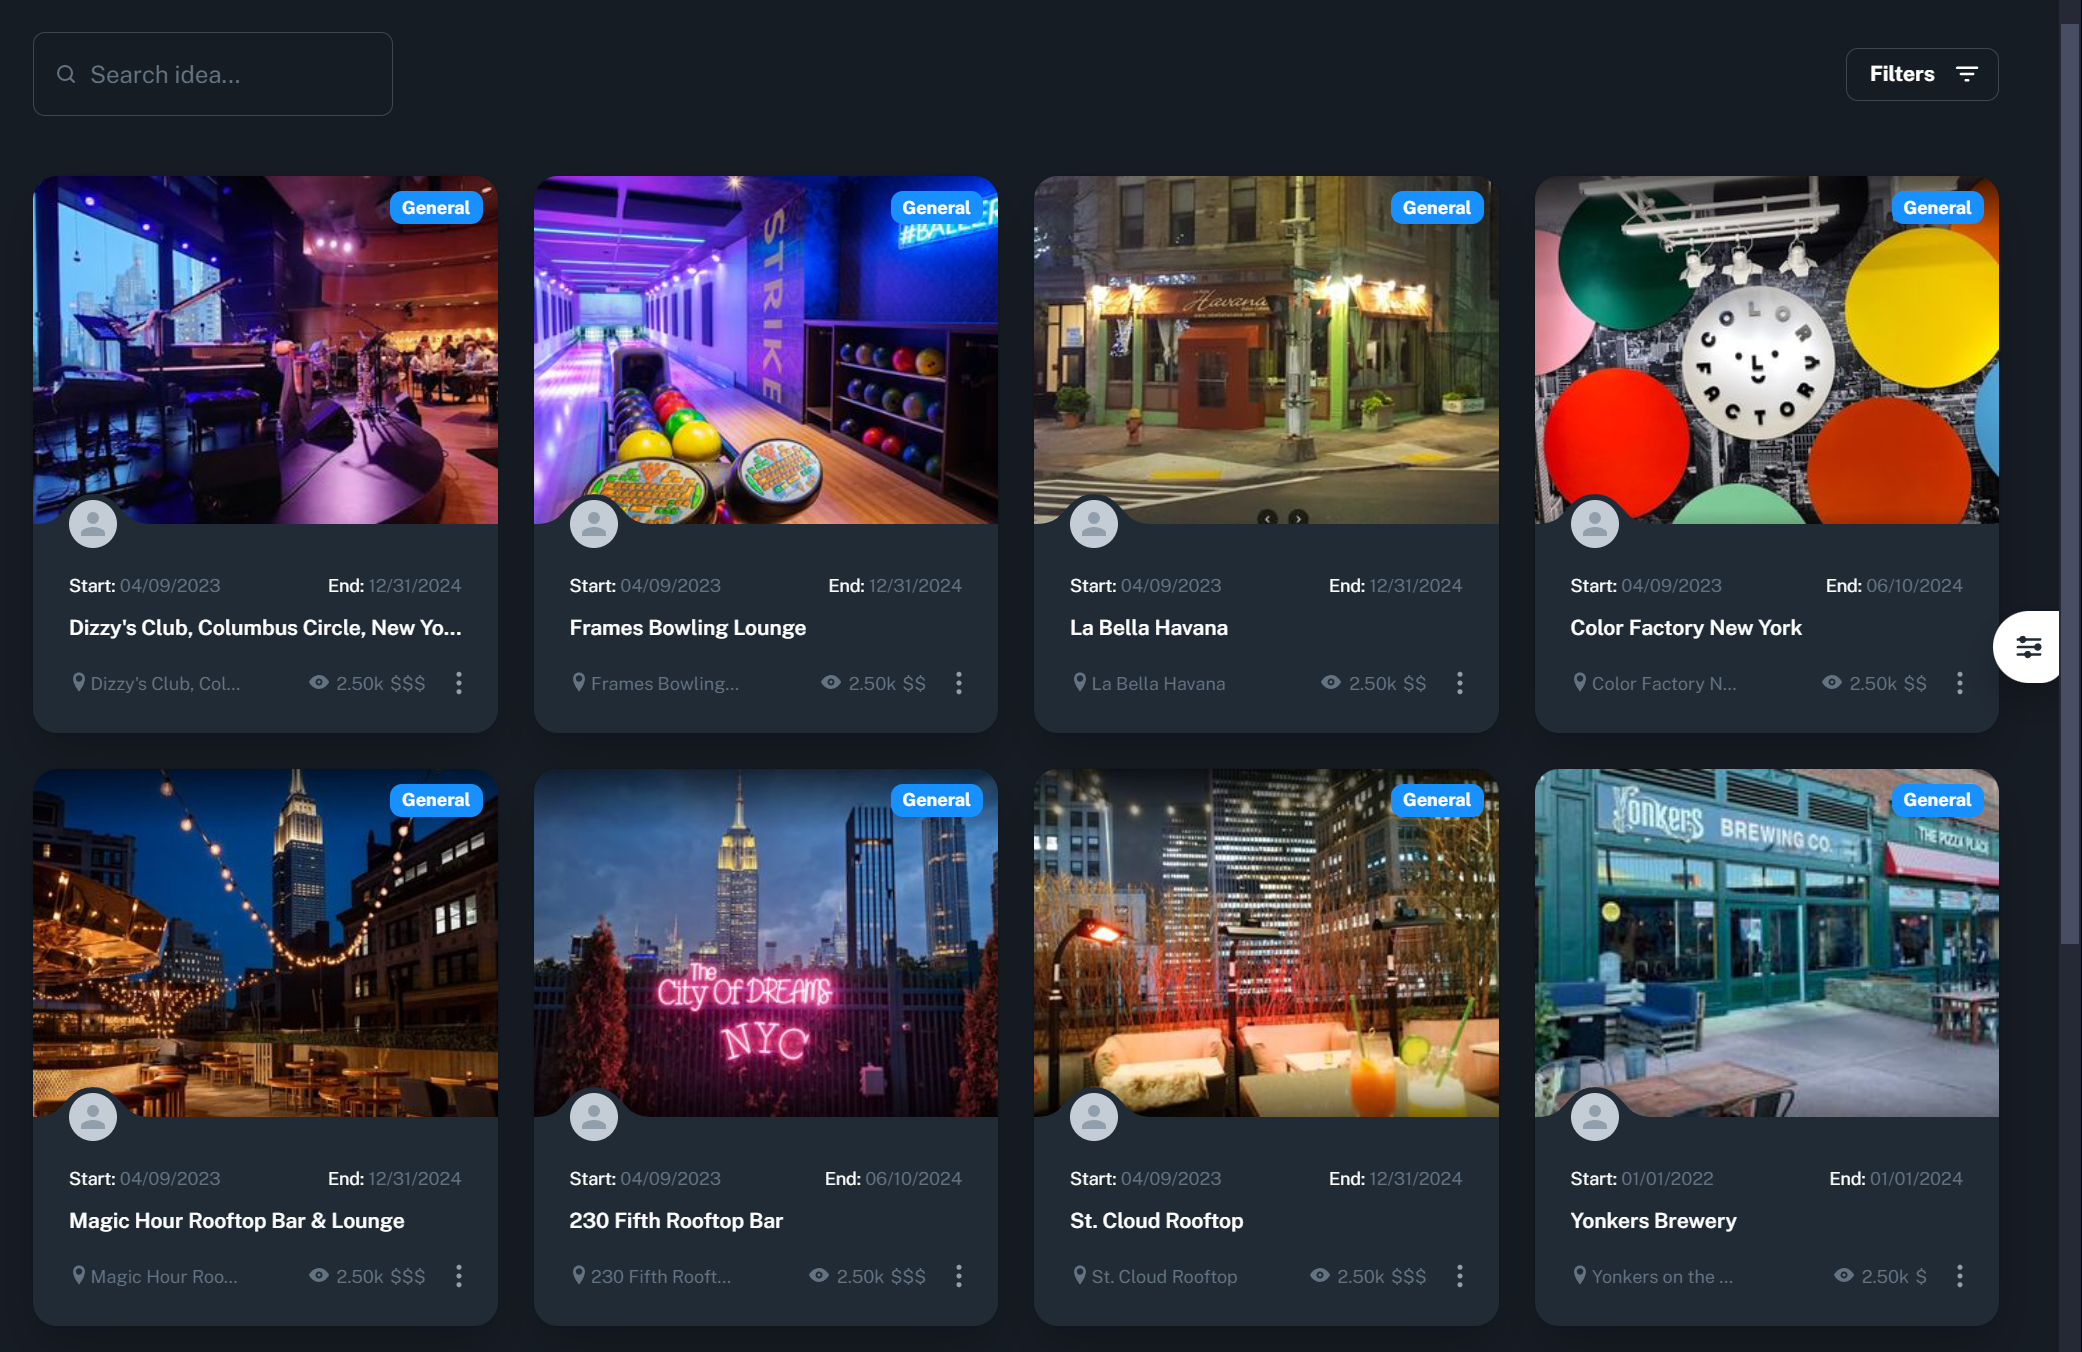 Search idea...
Filters
General
General
General
General
STRIKE
#BALLER
Havana
COLOR FACTORY
Start: 04/09/2023 End: 12/31/2024
Start: 04/09/2023 End: 12/31/2024
Start: 04/09/2023 End: 12/31/2024
Start: 04/09/2023 End: 06/10/2024
Dizzy's Club, Columbus Circle, New Yo...
Frames Bowling Lounge
La Bella Havana
Color Factory New York
Dizzy's Club, Col... 2.50k $$$
Frames Bowling... 2.50k $$
La Bella Havana 2.50k $$
Color Factory N... 2.50k $$
General
General
General
General
The
City Of DREAMS
NYC
Yonkers BREWING CO.
THE PIZZA PLACE
Start: 04/09/2023 End: 12/31/2024
Start: 04/09/2023 End: 06/10/2024
Start: 04/09/2023 End: 12/31/2024
Start: 01/01/2022 End: 01/01/2024
Magic Hour Rooftop Bar & Lounge
230 Fifth Rooftop Bar
St. Cloud Rooftop
Yonkers Brewery
Magic Hour Roo... 2.50k $$$
230 Fifth Rooft... 2.50k $$$
St. Cloud Rooftop 2.50k $$$
Yonkers on the ... 2.50k $